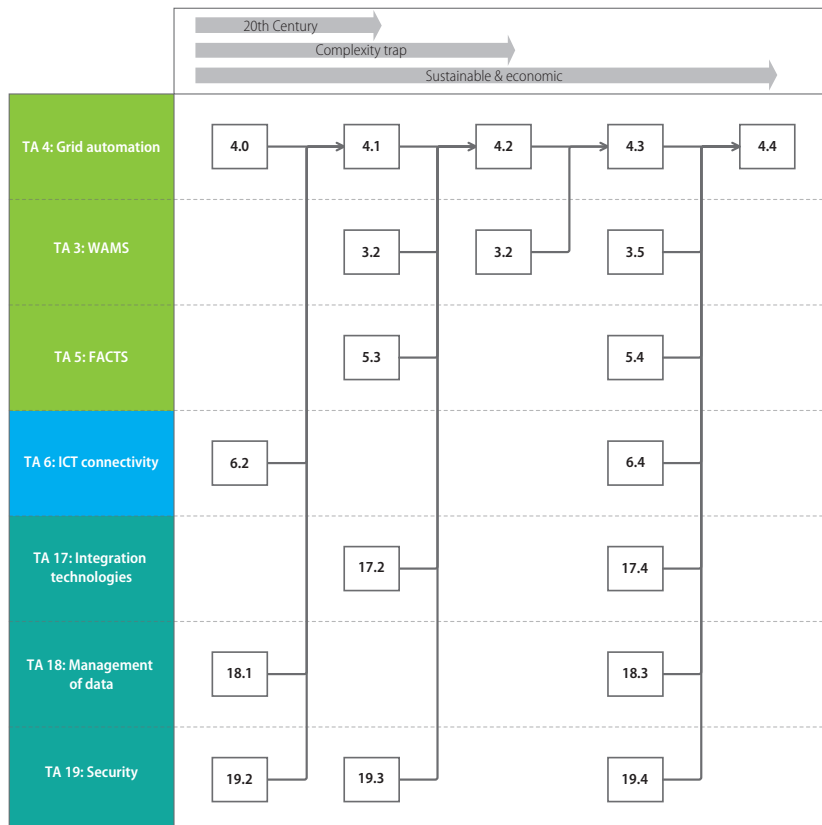 20th Century
Complexity trap
Sustainable & economic
TA 4: Grid automation
4.0
4.1
4.2
4.3
4.4
TA 3: WAMS
3.2
3.2
3.5
TA 5: FACTS
5.3
5.4
TA 6: ICT connectivity
6.2
6.4
TA 17: Integration
technologies
17.2
17.4
TA 18: Management
of data
18.1
18.3
TA 19: Security
19.2
19.3
19.4